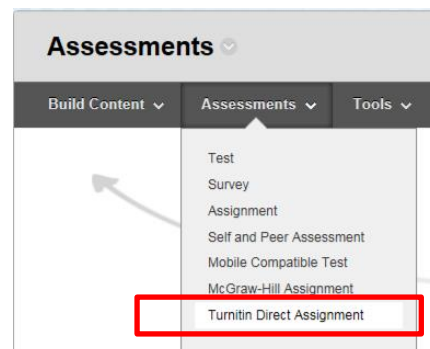 Assessments
Build Content Assessments Tools
Test
Survey
Assignment
Self and Peer Assessment
Mobile Compatible Test
McGraw-Hill Assignment
Turnitin Direct Assignment